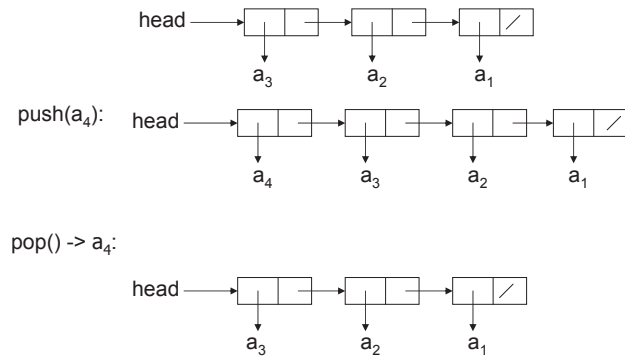 head
a₃ a₂ a₁
push(a₄): head
a₄ a₃ a₂ a₁
pop() -> a₄:
head
a₃ a₂ a₁